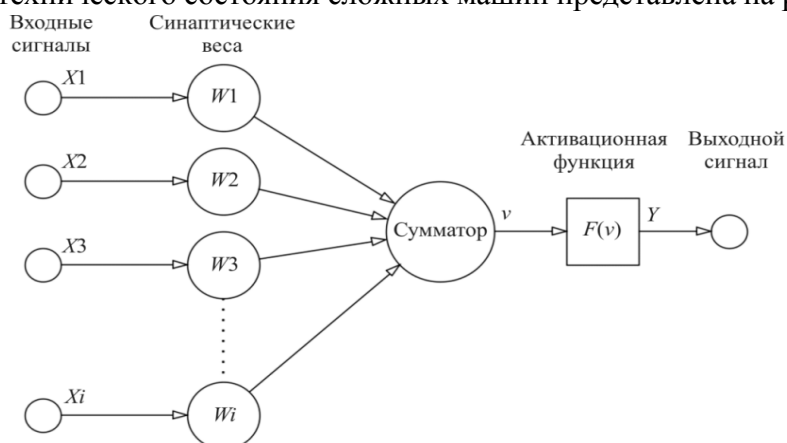 технического состояния сложных машин представлена на р
Входные
сигналы
Синаптические
веса
X1
W1
X2
W2
X3
W3
Xi
Wi
Сумматор
v
Активационная
функция
F(v)
Y
Выходной
сигнал